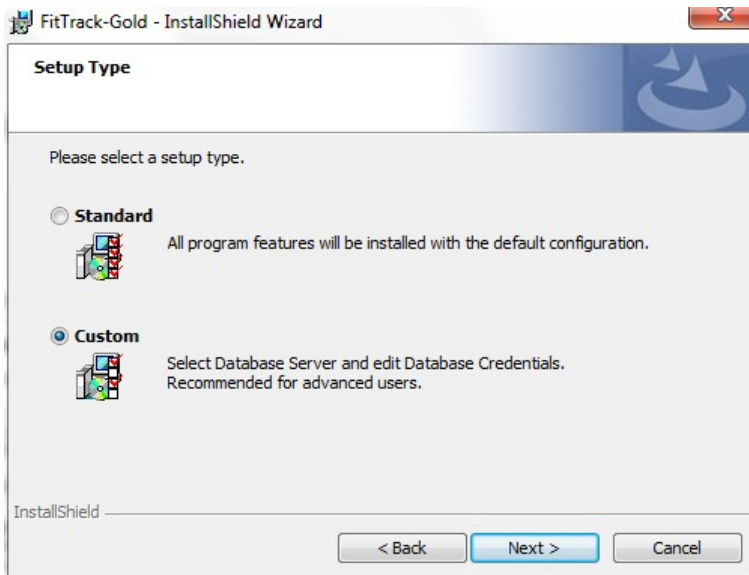 FitTrack-Gold - InstallShield Wizard
Setup Type
Please select a setup type.
Standard
All program features will be installed with the default configuration.
Custom
Select Database Server and edit Database Credentials.
Recommended for advanced users.
InstallShield
< Back
Next >
Cancel